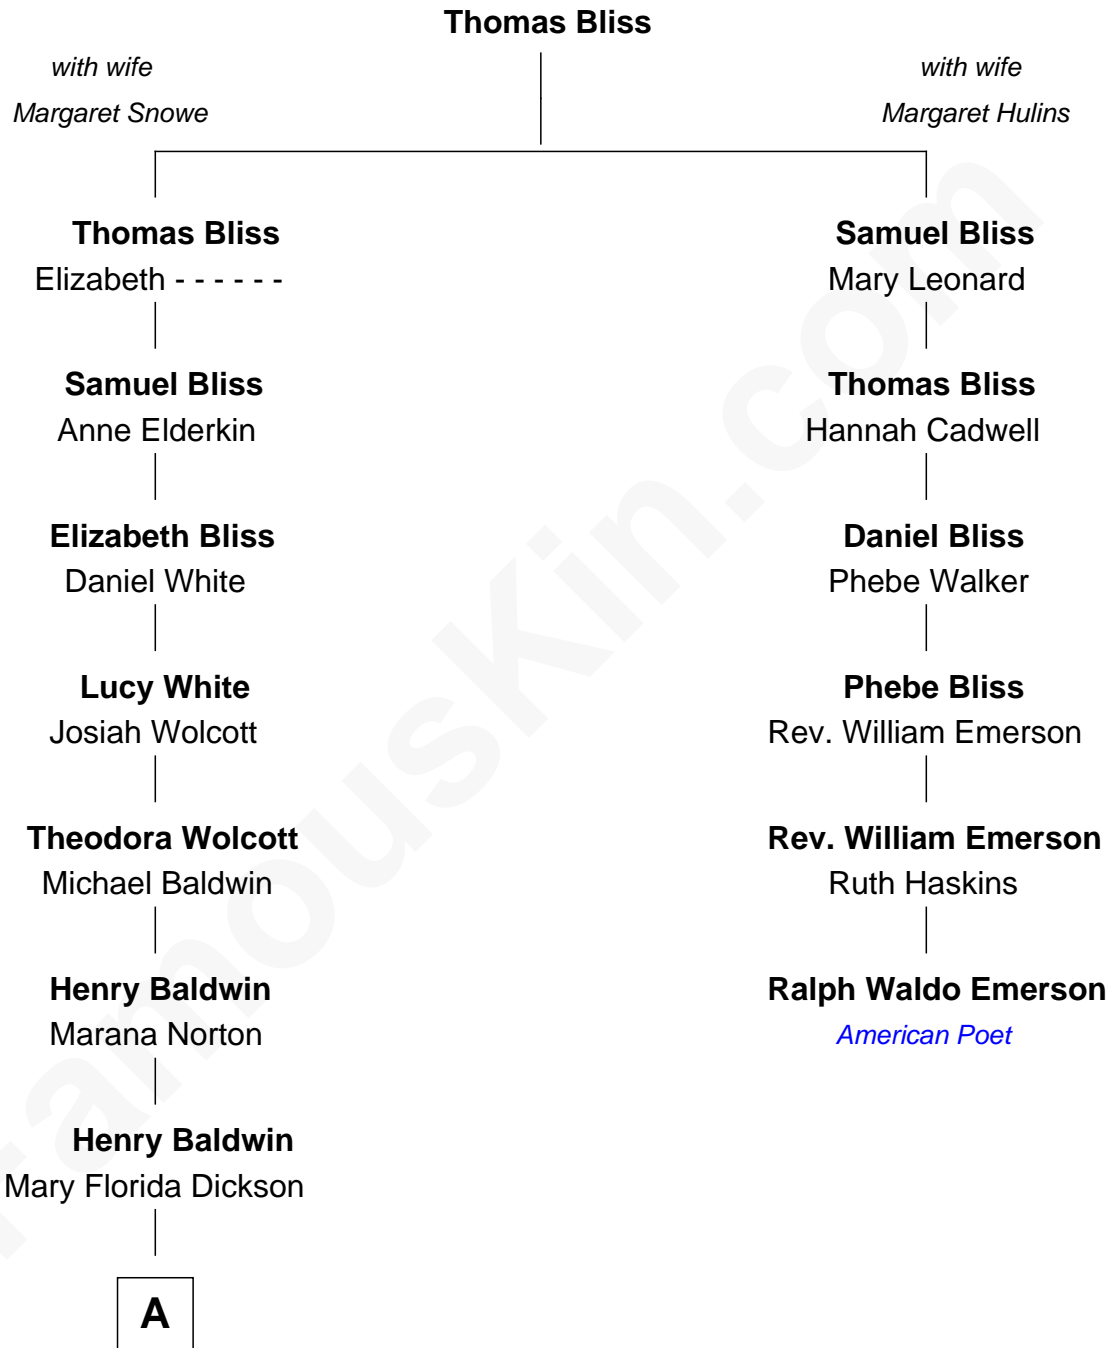 Thomas Bliss
with wife
Margaret Snowe
with wife
Margaret Hulins
Thomas Bliss
Elizabeth - - - - - -
Samuel Bliss
Anne Elderkin
Elizabeth Bliss
Daniel White
Lucy White
Josiah Wolcott
Theodora Wolcott
Michael Baldwin
Henry Baldwin
Marana Norton
Henry Baldwin
Mary Florida Dickson
A
Samuel Bliss
Mary Leonard
Thomas Bliss
Hannah Cadwell
Daniel Bliss
Phebe Walker
Phebe Bliss
Rev. William Emerson
Rev. William Emerson
Ruth Haskins
Ralph Waldo Emerson
American Poet
famouskin.com